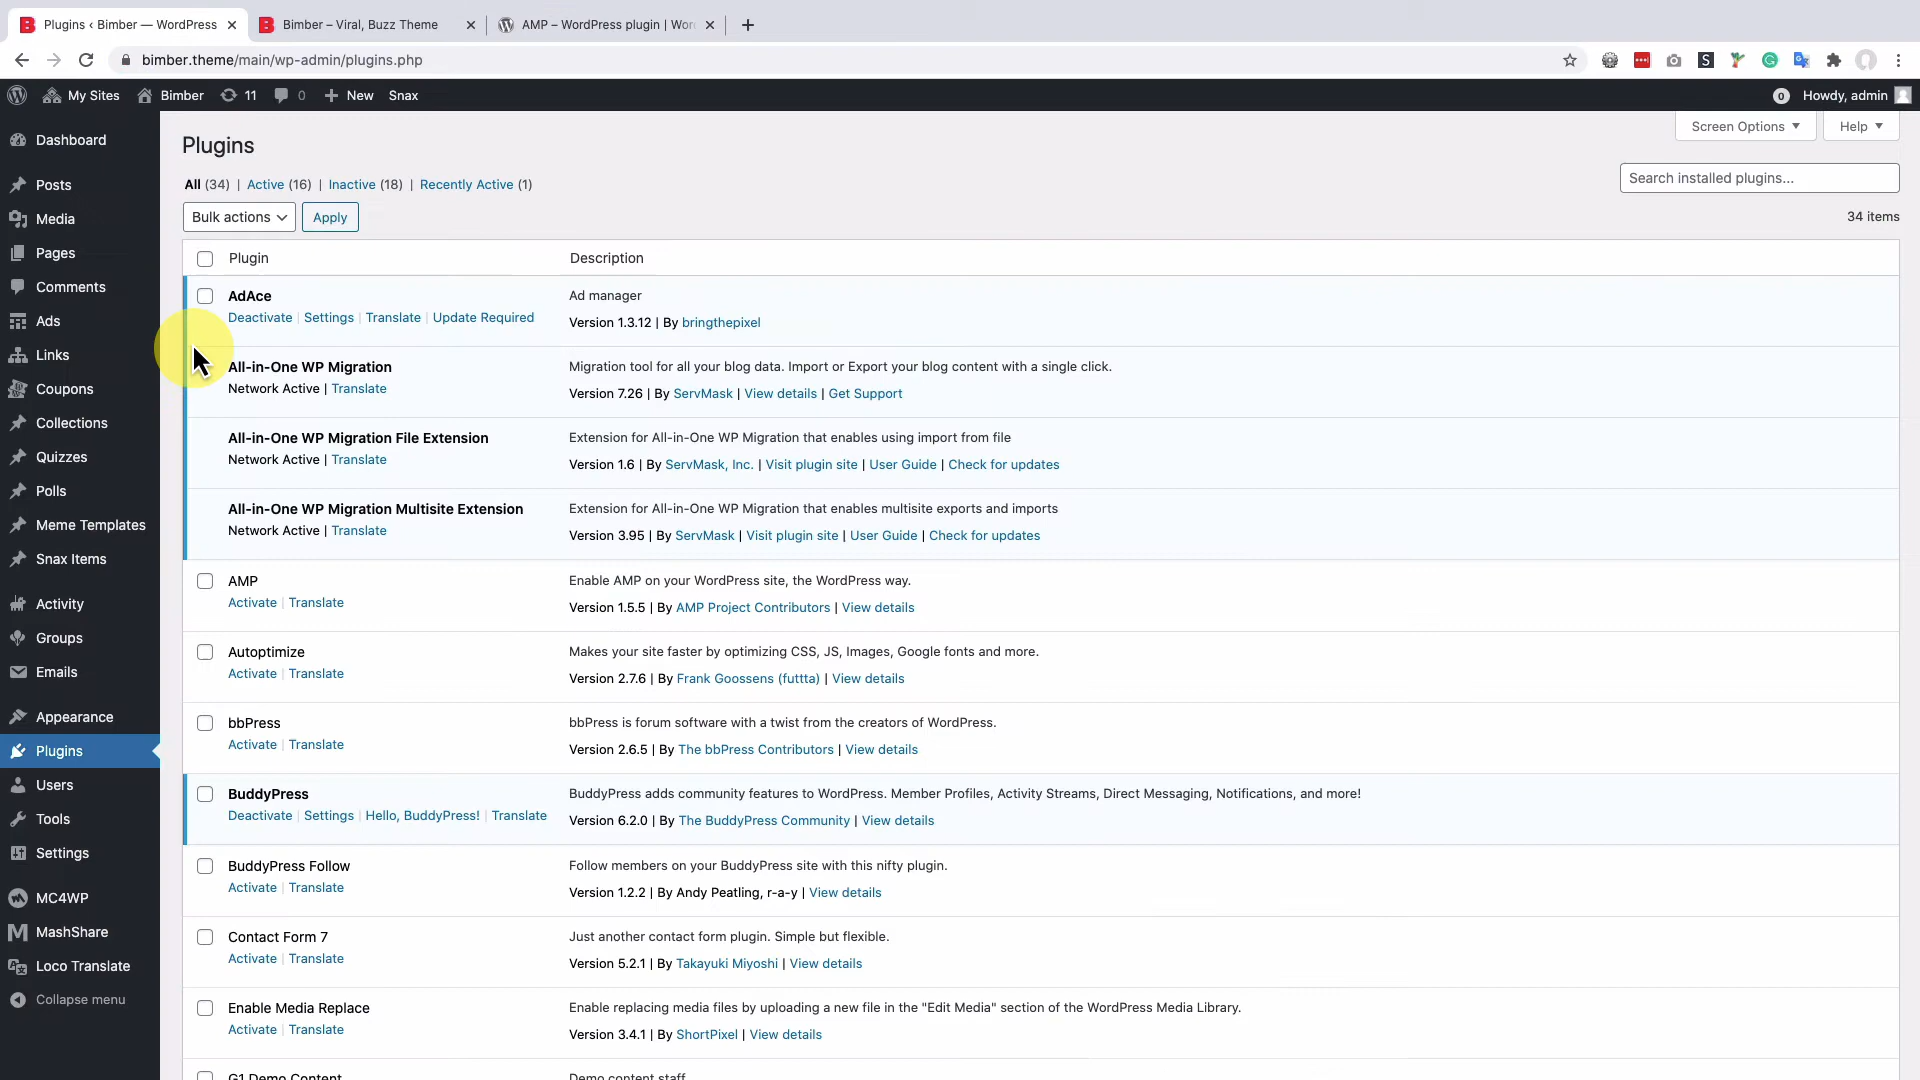 Plugins ‹ Bimber — WordPress
Bimber – Viral, Buzz Theme
AMP – WordPress plugin | Wor
bimber.theme/main/wp-admin/plugins.php
My Sites Bimber 11 0 New Snax
0 Howdy, admin
Screen Options Help
Dashboard
Posts
Media
Pages
Comments
Ads
Links
Coupons
Collections
Quizzes
Polls
Meme Templates
Snax Items
Activity
Groups
Emails
Appearance
Plugins
Users
Tools
Settings
MC4WP
MashShare
Loco Translate
Collapse menu
Plugins
All (34) | Active (16) | Inactive (18) | Recently Active (1)
Search installed plugins...
Bulk actions Apply
34 items
Plugin Description
AdAce
Deactivate | Settings | Translate | Update Required
Ad manager
Version 1.3.12 | By bringthepixel
All-in-One WP Migration
Network Active | Translate
Migration tool for all your blog data. Import or Export your blog content with a single click.
Version 7.26 | By ServMask | View details | Get Support
All-in-One WP Migration File Extension
Network Active | Translate
Extension for All-in-One WP Migration that enables using import from file
Version 1.6 | By ServMask, Inc. | Visit plugin site | User Guide | Check for updates
All-in-One WP Migration Multisite Extension
Network Active | Translate
Extension for All-in-One WP Migration that enables multisite exports and imports
Version 3.95 | By ServMask | Visit plugin site | User Guide | Check for updates
AMP
Activate | Translate
Enable AMP on your WordPress site, the WordPress way.
Version 1.5.5 | By AMP Project Contributors | View details
Autoptimize
Activate | Translate
Makes your site faster by optimizing CSS, JS, Images, Google fonts and more.
Version 2.7.6 | By Frank Goossens (futtta) | View details
bbPress
Activate | Translate
bbPress is forum software with a twist from the creators of WordPress.
Version 2.6.5 | By The bbPress Contributors | View details
BuddyPress
Deactivate | Settings | Hello, BuddyPress! | Translate
BuddyPress adds community features to WordPress. Member Profiles, Activity Streams, Direct Messaging, Notifications, and more!
Version 6.2.0 | By The BuddyPress Community | View details
BuddyPress Follow
Activate | Translate
Follow members on your BuddyPress site with this nifty plugin.
Version 1.2.2 | By Andy Peatling, r-a-y | View details
Contact Form 7
Activate | Translate
Just another contact form plugin. Simple but flexible.
Version 5.2.1 | By Takayuki Miyoshi | View details
Enable Media Replace
Activate | Translate
Enable replacing media files by uploading a new file in the "Edit Media" section of the WordPress Media Library.
Version 3.4.1 | By ShortPixel | View details
G1 Demo Content
Demo content staff